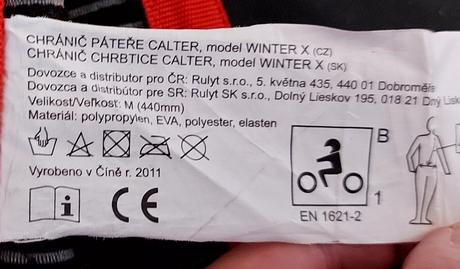 CHRÁNIČ PÁTEŘE CALTER, model WINTER X (CZ)
CHRÁNIČ CHRBTICE CALTER, model WINTER X (SK)
Dovozce a distributor pro ČR: Rulyt s.r.o., 5. května 435, 440 01 Dobroměř
Dovozca a distributor pre SR: Rulyt SK s.r.o., Dolný Lieskov 195, 018 21 Dný
Velikost/Veľkosť: M (440mm)
Materiál: polypropylen, EVA, polyester, elasten
Vyrobeno v Číně r. 2011
i CE
B
1
EN 1621-2